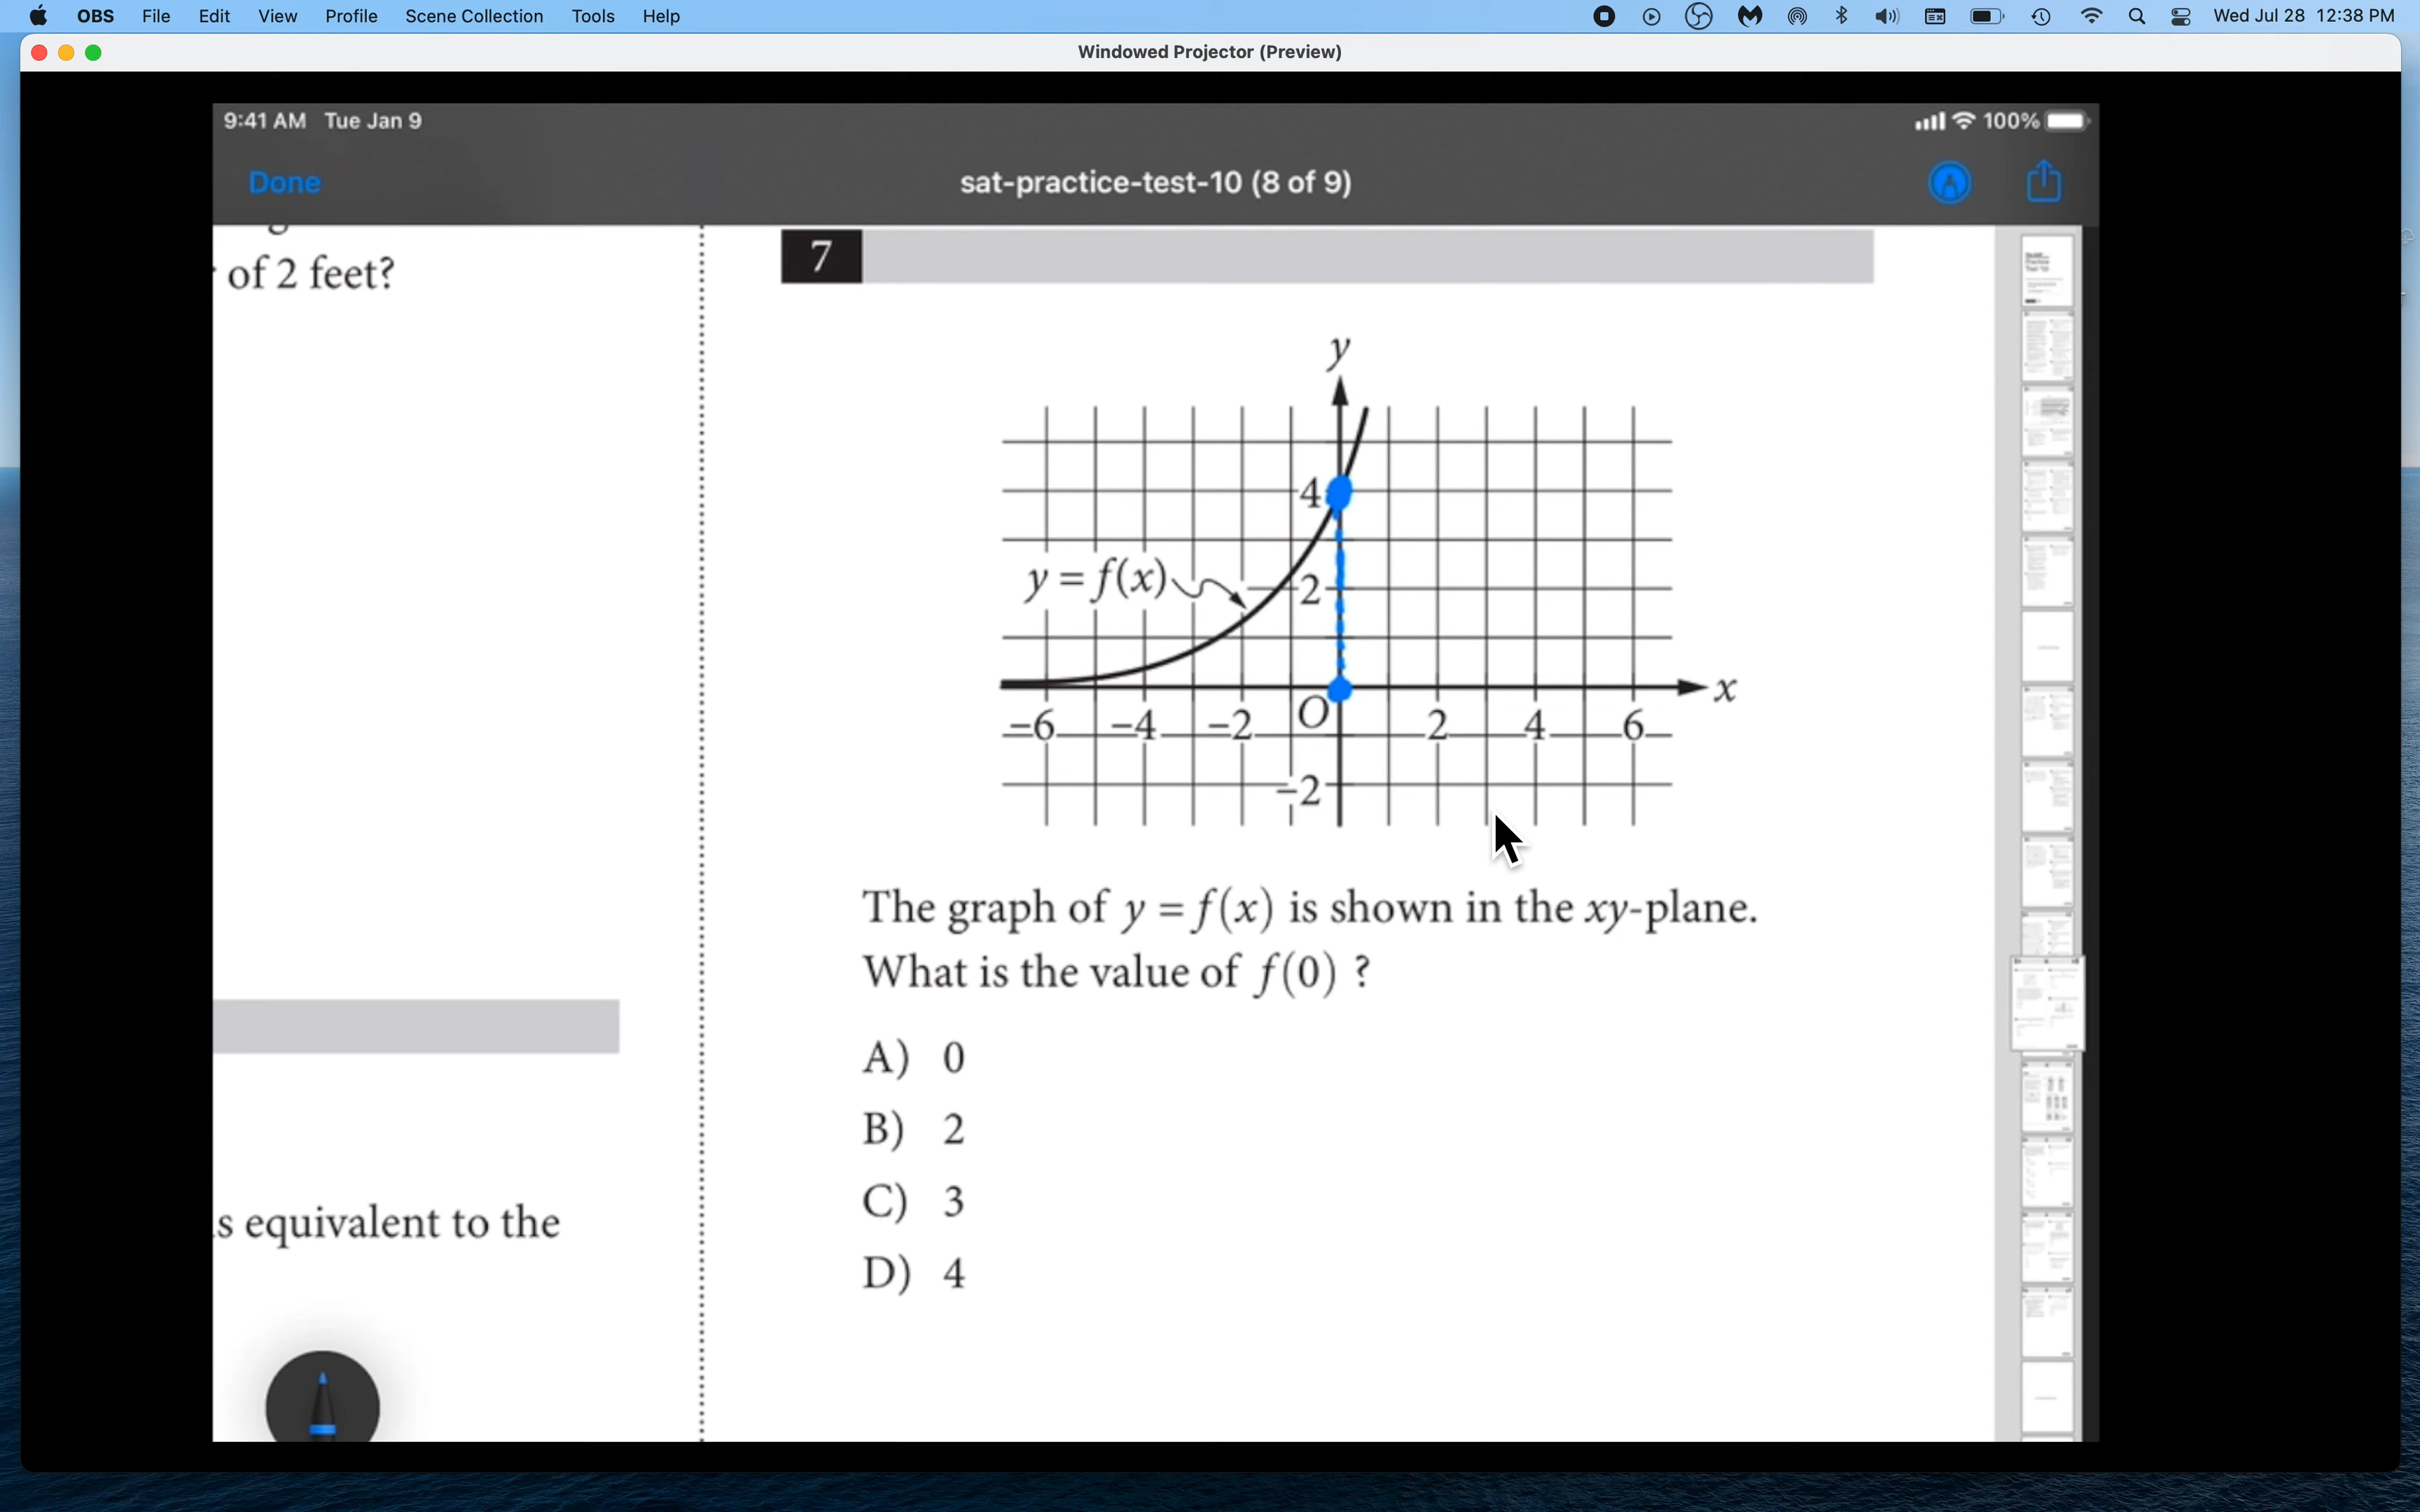 OBS File Edit View Profile Scene Collection Tools Help Wed Jul 28 12:38 PM
Windowed Projector (Preview)
9:41 AM Tue Jan 9 100%
Done sat-practice-test-10 (8 of 9)
of 2 feet?
s equivalent to the
7
y
4
y = f(x)
2
O
x
−6 −4 −2 2 4 6
−2
The graph of y = f(x) is shown in the xy-plane.
What is the value of f(0) ?
A) 0
B) 2
C) 3
D) 4